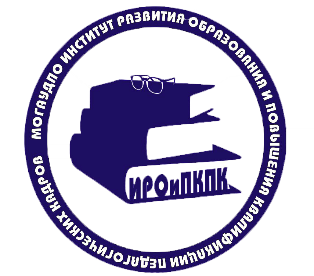 МОГАУДПО ИНСТИТУТ РАЗВИТИЯ ОБРАЗОВАНИЯ И ПОВЫШЕНИЯ КВАЛИФИКАЦИИ ПЕДАГОГИЧЕСКИХ КАДРОВ
ИРОиПКПК